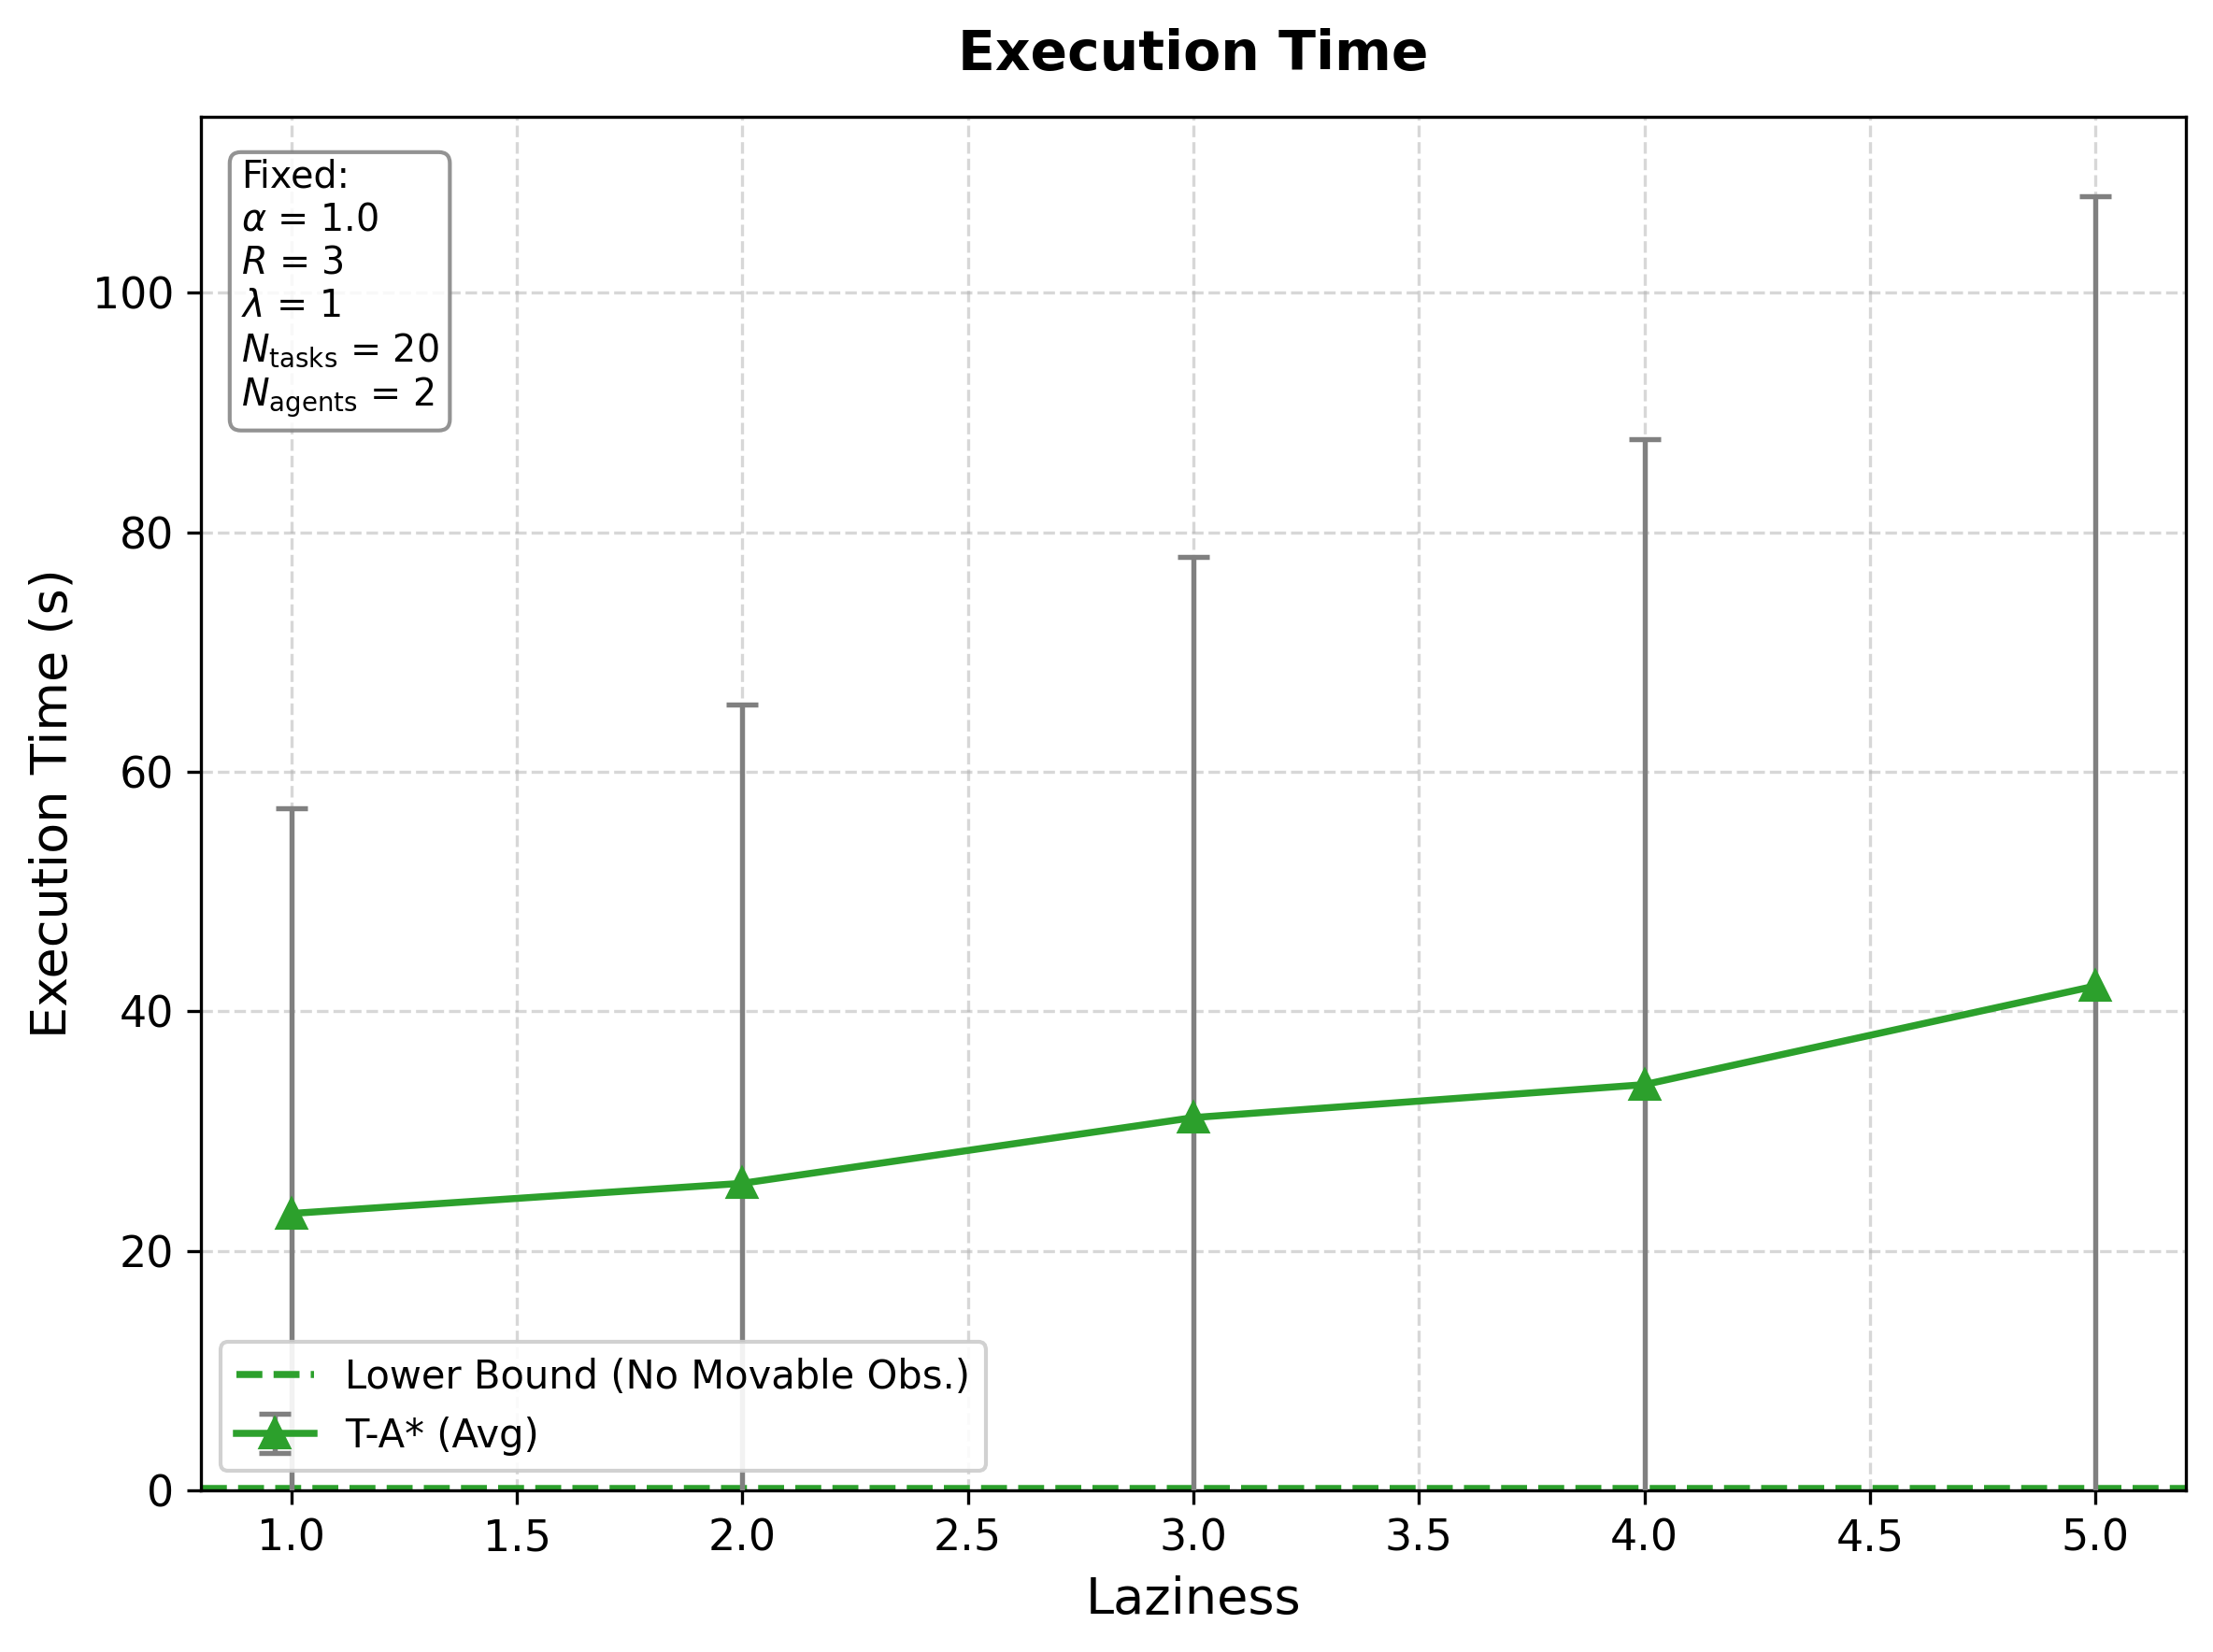 Execution Time
Fixed:
α = 1.0
R = 3
λ = 1
N_tasks = 20
N_agents = 2
Execution Time (s)
100
80
60
40
20
0
Lower Bound (No Movable Obs.)
T-A* (Avg)
1.0 1.5 2.0 2.5 3.0 3.5 4.0 4.5 5.0
Laziness